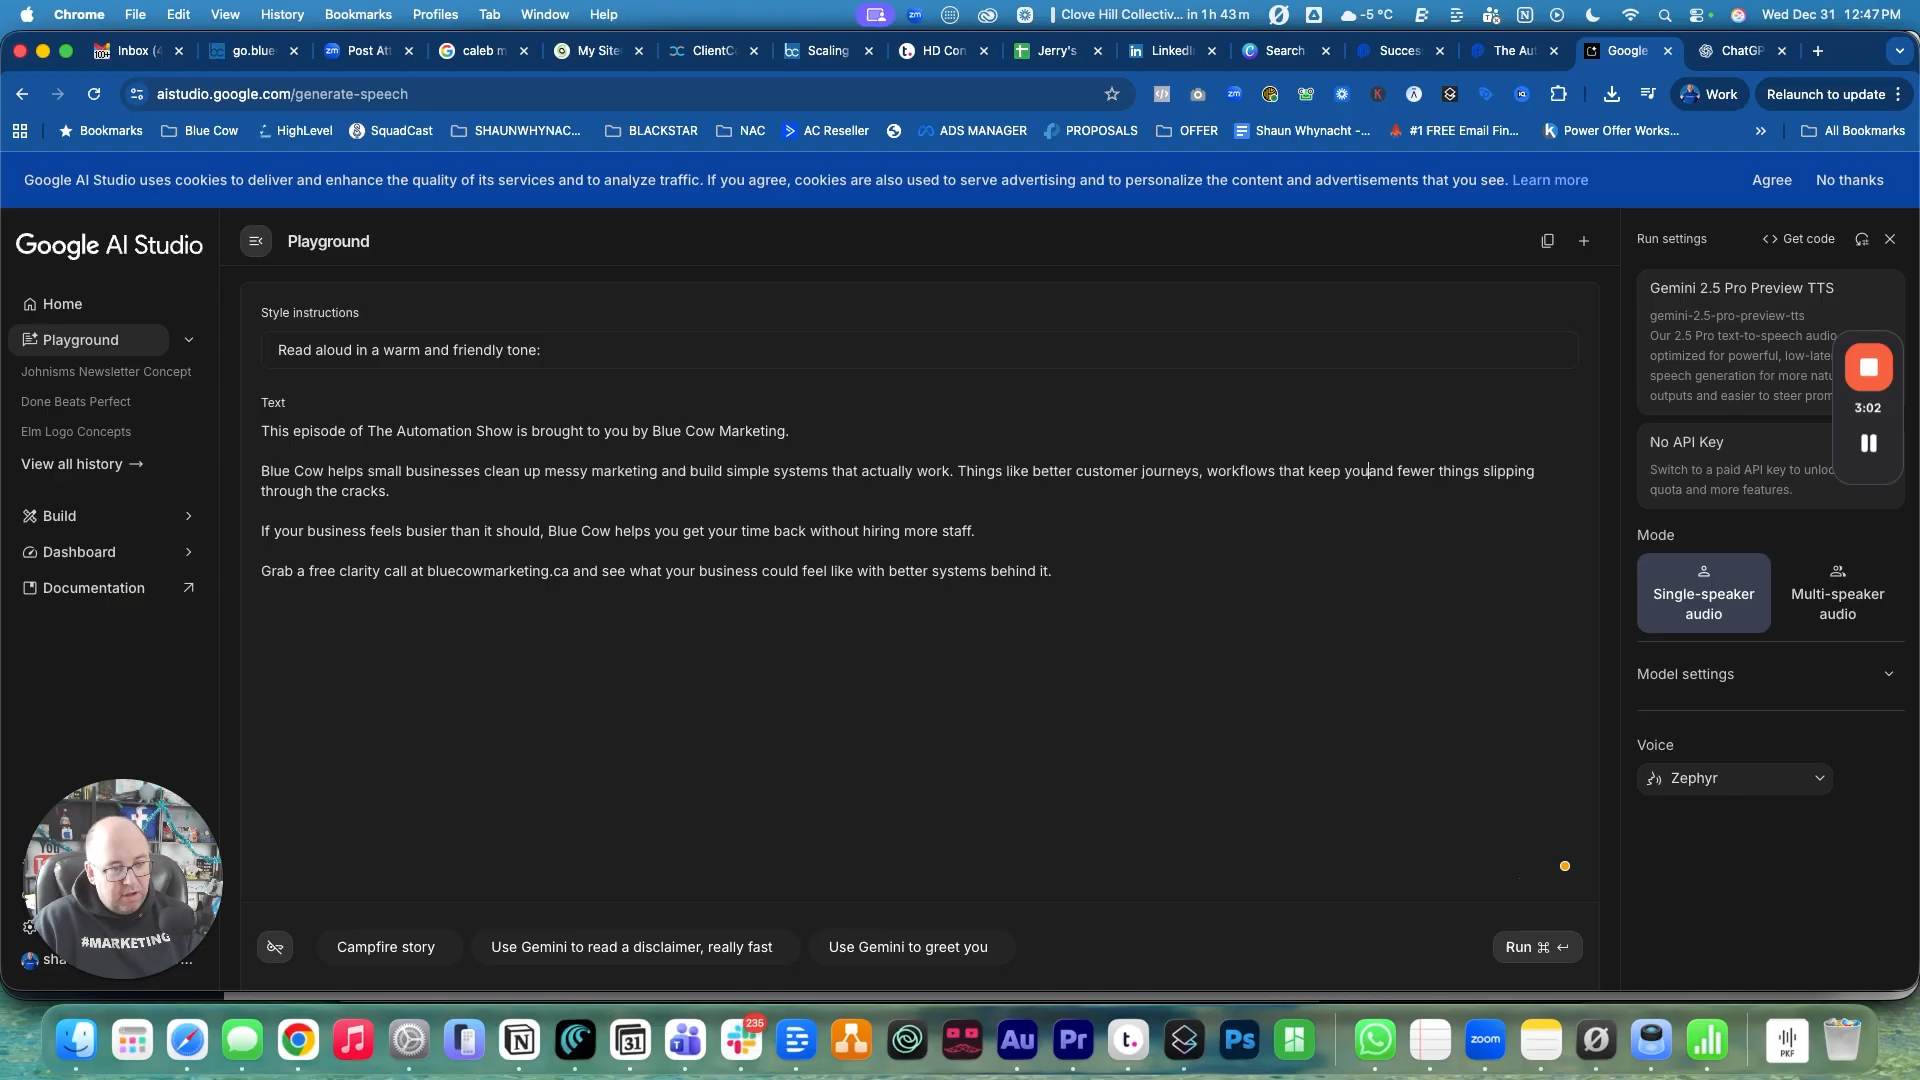 Chrome File Edit View History Bookmarks Profiles Tab Window Help
Clove Hill Collectiv... in 1h 43m -5 °C Wed Dec 31 12:47 PM
Inbox (4 go.blue Post Att caleb m My Site ClientCo Scaling HD Con Jerry's LinkedIn Search Succes The Aut Google ChatGP
aistudio.google.com/generate-speech Work Relaunch to update
Bookmarks Blue Cow HighLevel SquadCast SHAUNWHYNAC... BLACKSTAR NAC AC Reseller ADS MANAGER PROPOSALS OFFER Shaun Whynacht -... #1 FREE Email Fin... Power Offer Works... All Bookmarks
Google AI Studio uses cookies to deliver and enhance the quality of its services and to analyze traffic. If you agree, cookies are also used to serve advertising and to personalize the content and advertisements that you see. Learn more Agree No thanks
Google AI Studio
Home
Playground
Johnisms Newsletter Concept
Done Beats Perfect
Elm Logo Concepts
View all history →
Build
Dashboard
Documentation
Playground
Style instructions
Read aloud in a warm and friendly tone:
Text
This episode of The Automation Show is brought to you by Blue Cow Marketing.
Blue Cow helps small businesses clean up messy marketing and build simple systems that actually work. Things like better customer journeys, workflows that keep youand fewer things slipping
through the cracks.
If your business feels busier than it should, Blue Cow helps you get your time back without hiring more staff.
Grab a free clarity call at bluecowmarketing.ca and see what your business could feel like with better systems behind it.
Campfire story Use Gemini to read a disclaimer, really fast Use Gemini to greet you Run ⌘ ↵
Run settings <> Get code
Gemini 2.5 Pro Preview TTS
gemini-2.5-pro-preview-tts
Our 2.5 Pro text-to-speech audio
optimized for powerful, low-late
speech generation for more natu
outputs and easier to steer prom
3:02
No API Key
Switch to a paid API key to unloc
quota and more features.
Mode
Single-speaker audio
Multi-speaker audio
Model settings
Voice
Zephyr
#MARKETING
sha
...
235
31
Au Pr t. Ps zoom PKF